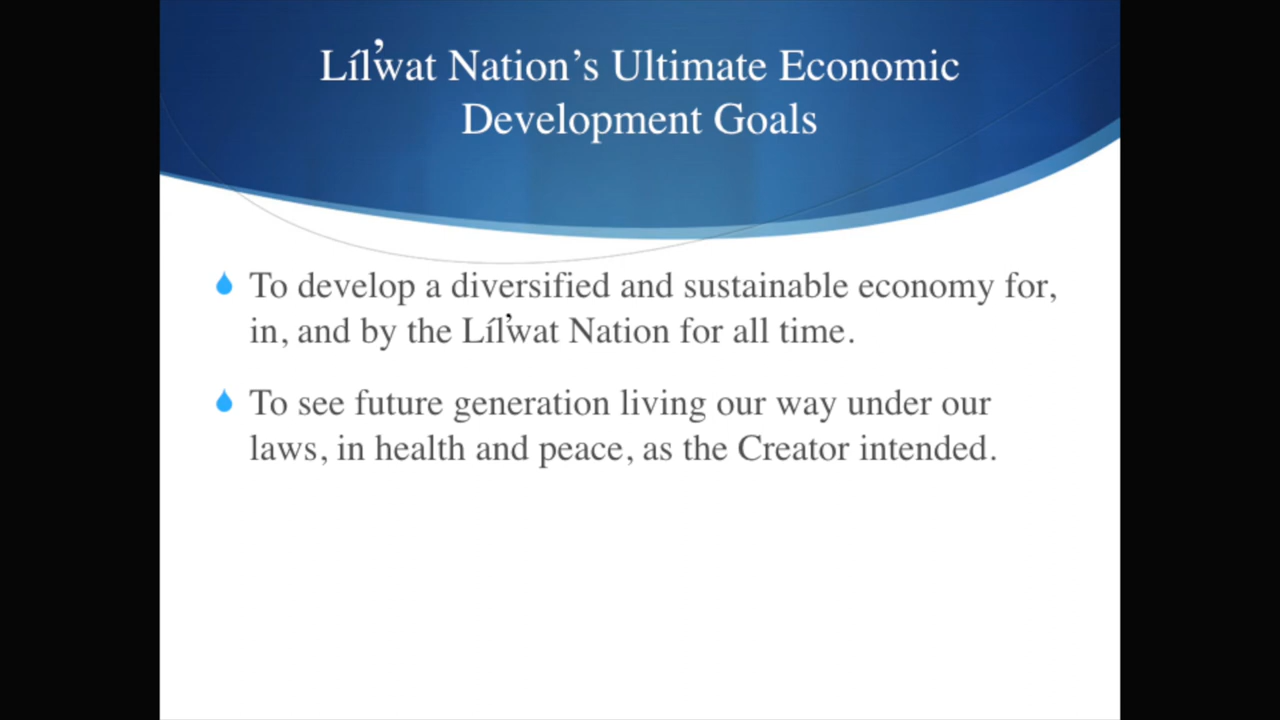 Lílw̓at Nation’s Ultimate Economic
Development Goals
To develop a diversified and sustainable economy for,
in, and by the Líl̓wat Nation for all time.
To see future generation living our way under our
laws, in health and peace, as the Creator intended.